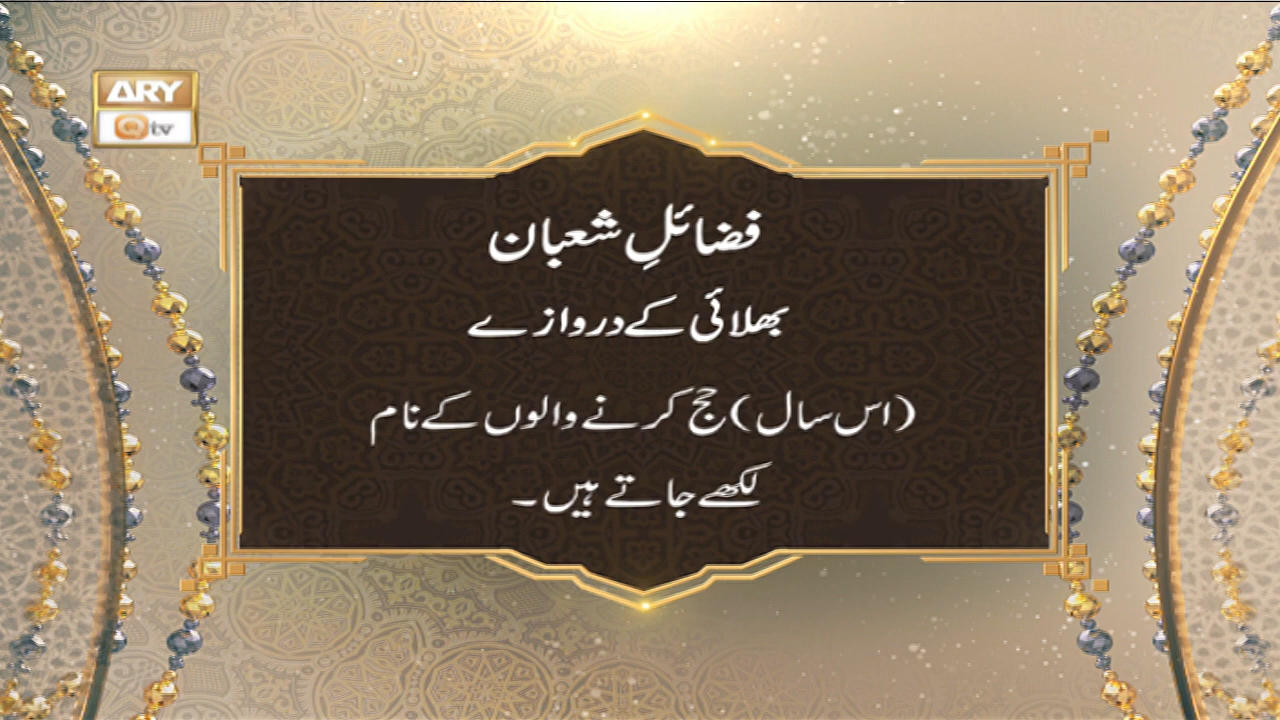 ARY
Qtv
فضائلِ شعبان
بھلائی کے دروازے
(اس سال) حج کرنے والوں کے نام
لکھے جاتے ہیں۔